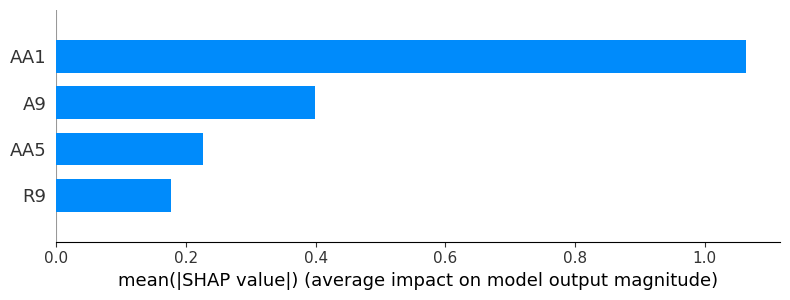 AA1
A9
AA5
R9
0.0 0.2 0.4 0.6 0.8 1.0
mean(|SHAP value|) (average impact on model output magnitude)